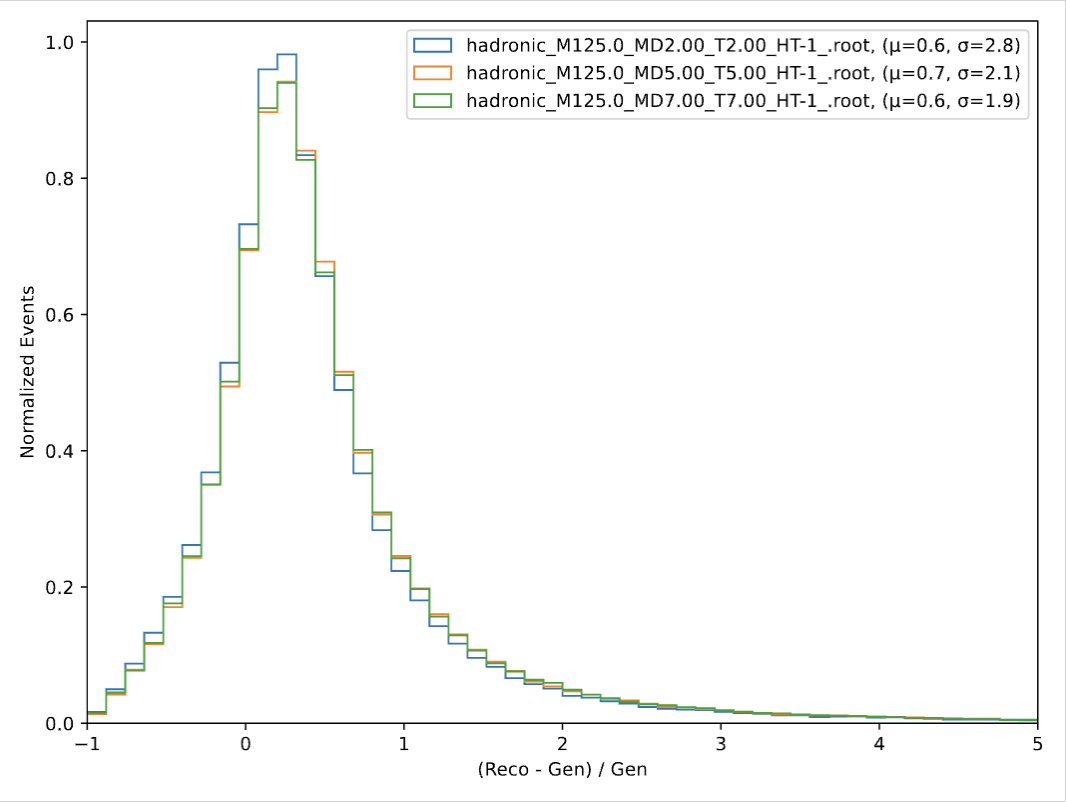 hadronic_M125.0_MD2.00_T2.00_HT-1_.root, (μ=0.6, σ=2.8)
hadronic_M125.0_MD5.00_T5.00_HT-1_.root, (μ=0.7, σ=2.1)
hadronic_M125.0_MD7.00_T7.00_HT-1_.root, (μ=0.6, σ=1.9)
1.0
0.8
0.6
0.4
0.2
0.0
Normalized Events
−1 0 1 2 3 4 5
(Reco - Gen) / Gen